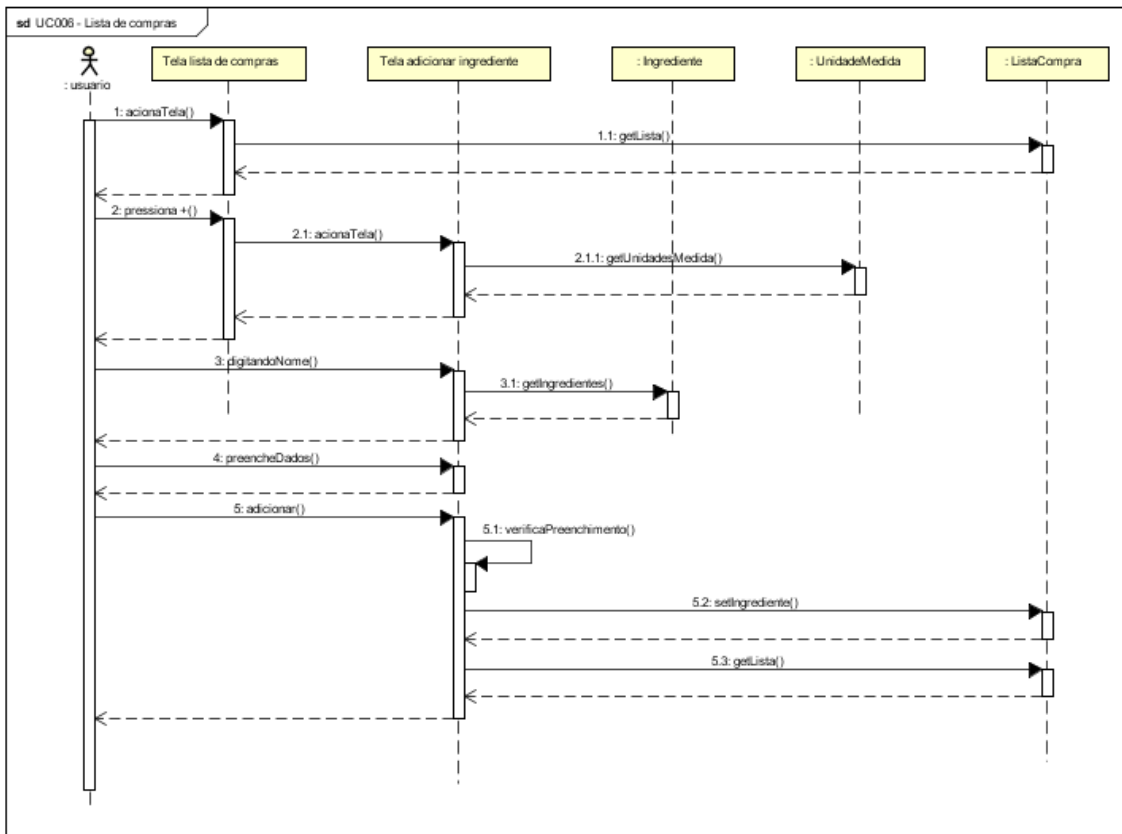 sd UC006 - Lista de compras
: usuario
Tela lista de compras
Tela adicionar ingrediente
: Ingrediente
: UnidadeMedida
: ListaCompra
1: acionaTela()
1.1: getLista()
2: pressiona +()
2.1: acionaTela()
2.1.1: getUnidadesMedida()
3: digitandoNome()
3.1: getIngredientes()
4: preencheDados()
5: adicionar()
5.1: verificaPreenchimento()
5.2: setIngrediente()
5.3: getLista()